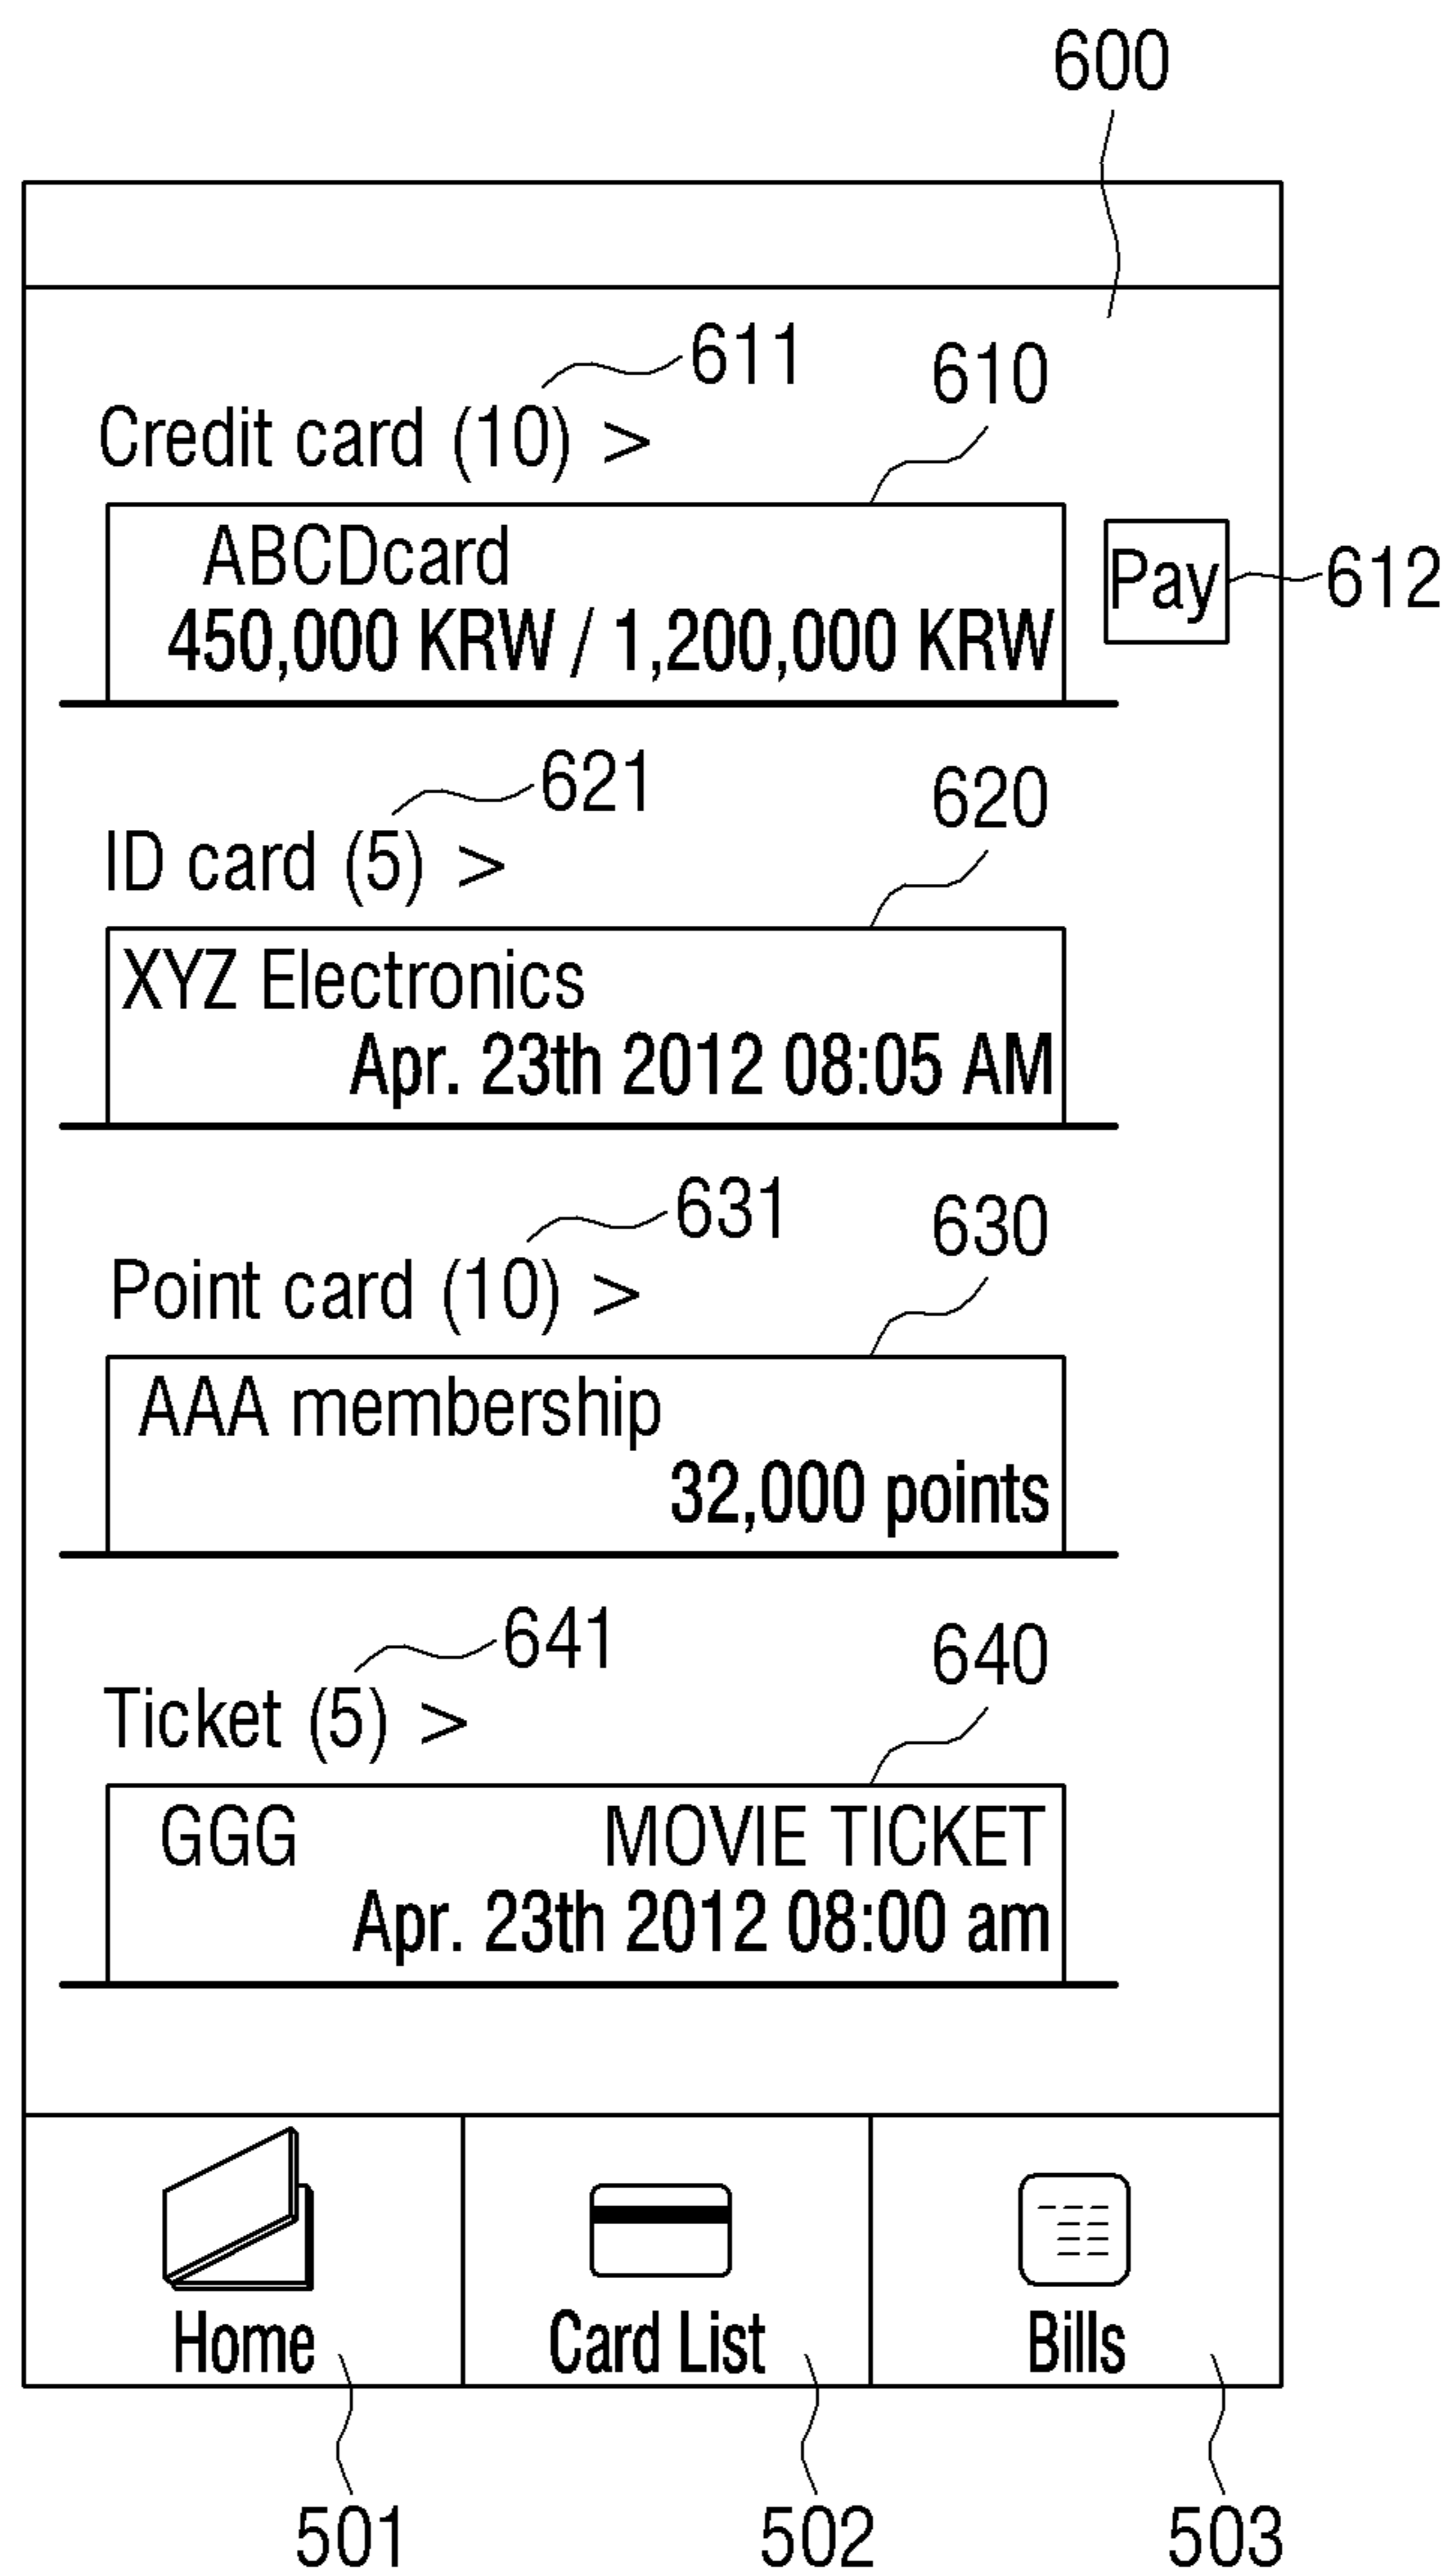 600
611
610
Credit card (10) >
ABCDcard
Pay
612
450,000 KRW / 1,200,000 KRW
621
620
ID card (5) >
XYZ Electronics
Apr. 23th 2012 08:05 AM
631
630
Point card (10) >
AAA membership
32,000 points
641
640
Ticket (5) >
GGG MOVIE TICKET
Apr. 23th 2012 08:00 am
Home
Card List
Bills
501
502
503